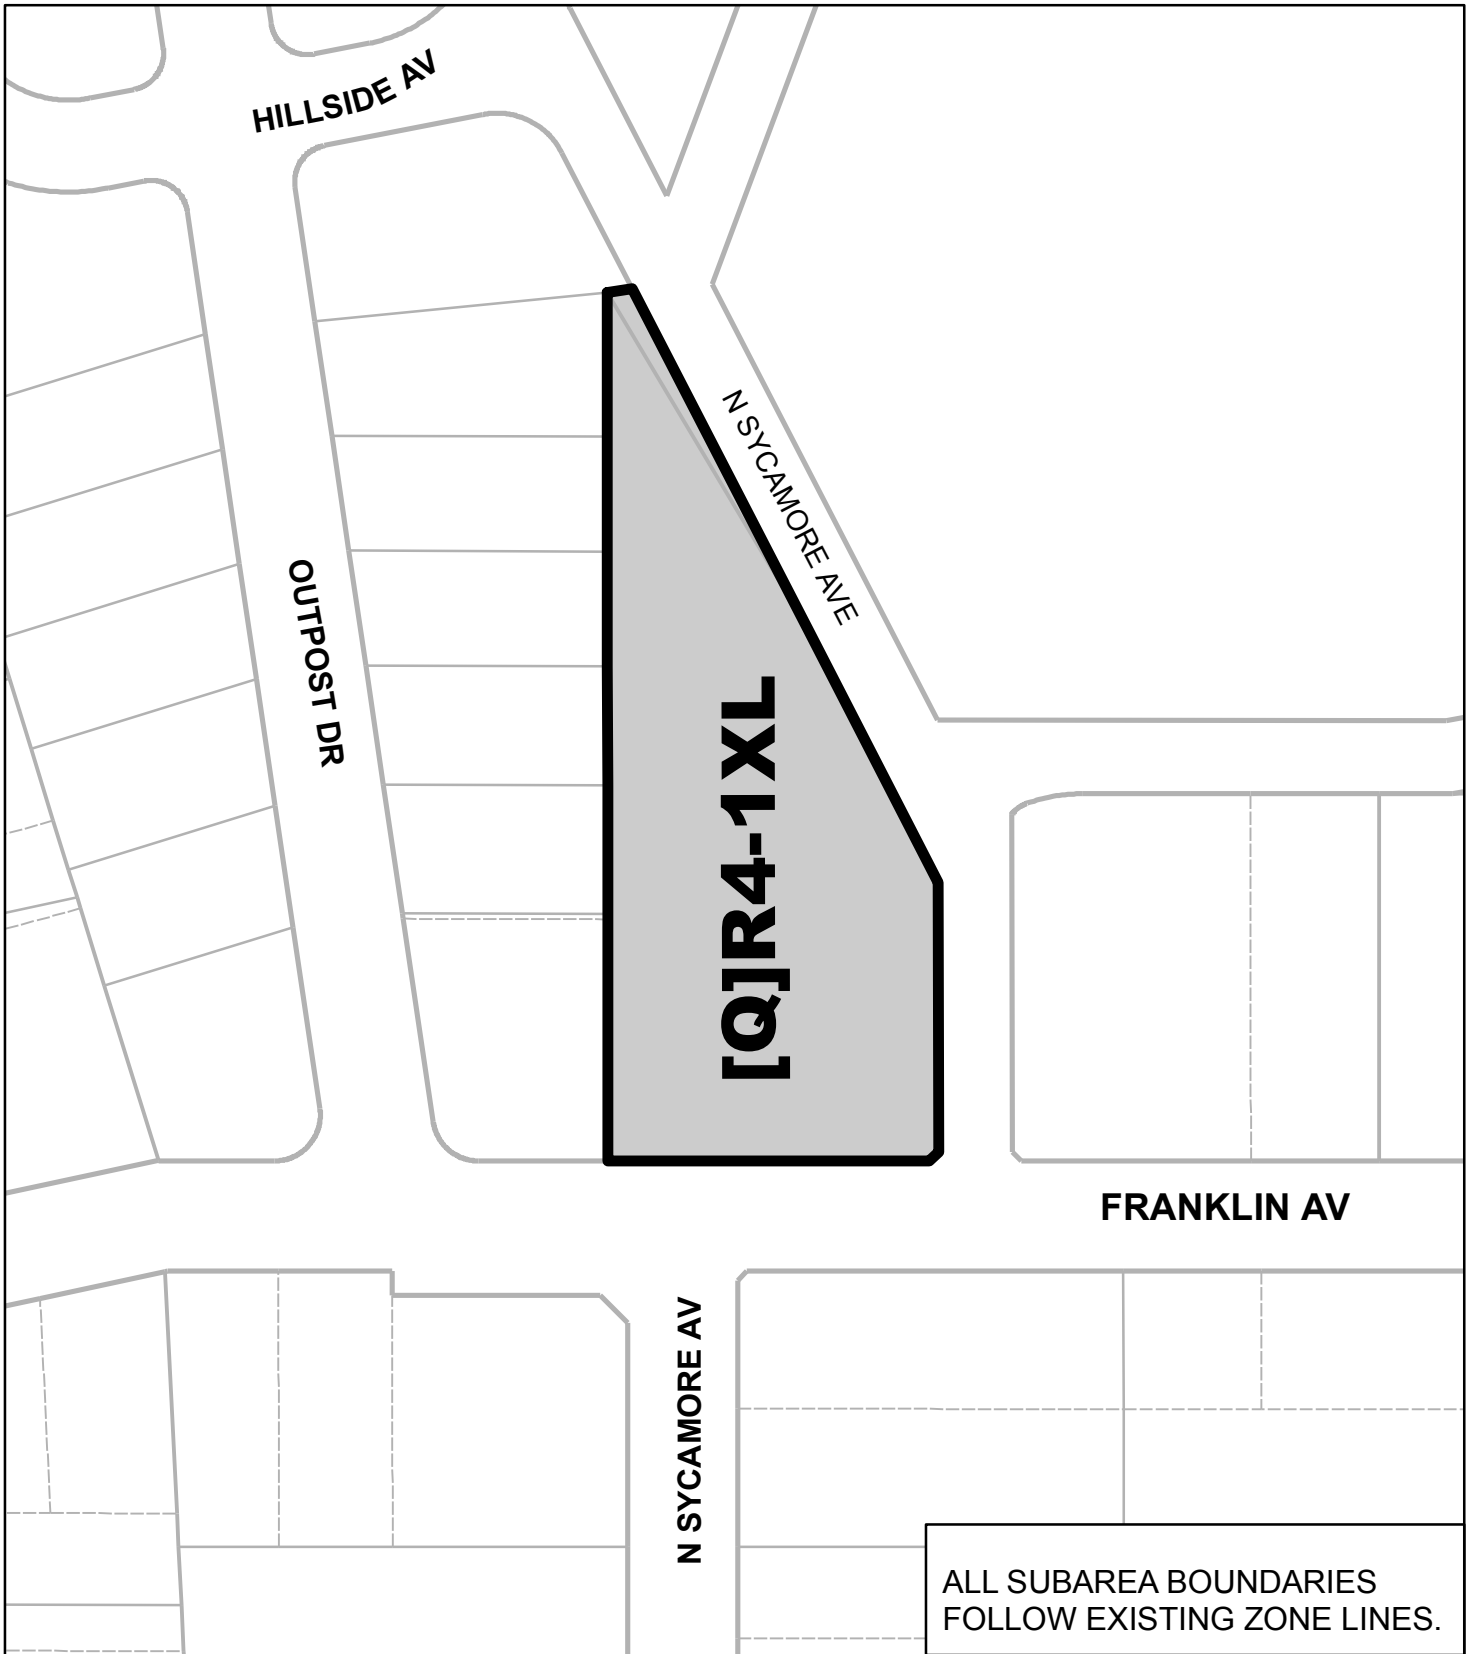 HILLSIDE AV
N SYCAMORE AVE
OUTPOST DR
[Q]R4-1XL
FRANKLIN AV
N SYCAMORE AV
ALL SUBAREA BOUNDARIES
FOLLOW EXISTING ZONE LINES.